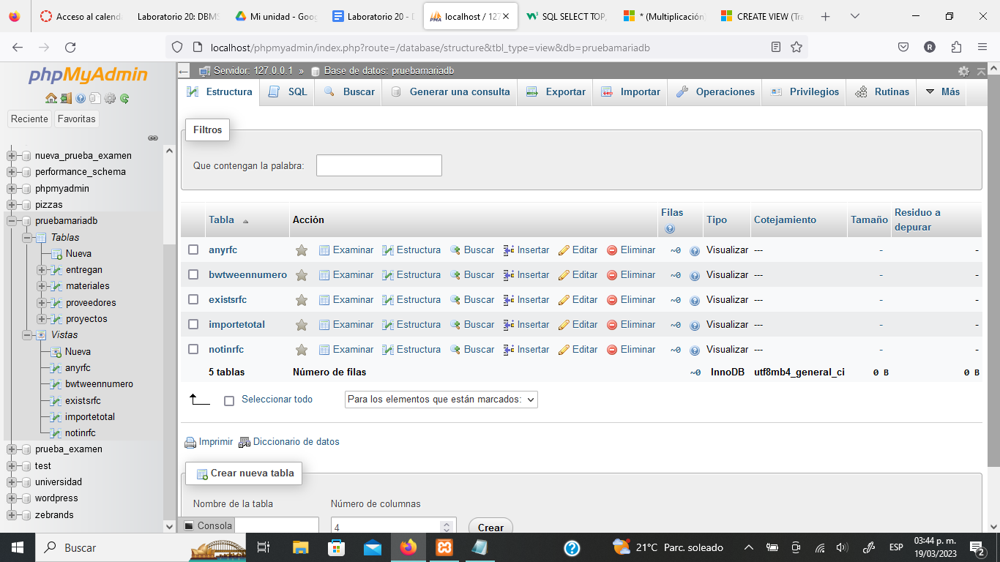 Acceso al calend
Laboratorio 20: DBMS
Mi unidad - Goog
Laboratorio 20 - D
localhost / 127
SQL SELECT TOP,
* (Multiplicación)
CREATE VIEW (Tra
localhost/phpmyadmin/index.php?route=/database/structure&tbl_type=view&db=pruebamariadb
R
phpMyAdmin
Reciente Favoritas
nueva_prueba_examen
performance_schema
phpmyadmin
pizzas
pruebamariadb
Tablas
Nueva
entregan
materiales
proveedores
proyectos
Vistas
Nueva
anyrfc
bwtweennumero
existsrfc
importetotal
notinrfc
prueba_examen
test
universidad
wordpress
zebrands
Servidor: 127.0.0.1 » Base de datos: pruebamariadb
Estructura SQL Buscar Generar una consulta Exportar Importar Operaciones Privilegios Rutinas Más
Filtros
Que contengan la palabra:
Tabla Acción Filas Tipo Cotejamiento Tamaño Residuo a depurar
anyrfc Examinar Estructura Buscar Insertar Editar Eliminar ~0 Visualizar --- - -
bwtweennumero Examinar Estructura Buscar Insertar Editar Eliminar ~0 Visualizar --- - -
existsrfc Examinar Estructura Buscar Insertar Editar Eliminar ~0 Visualizar --- - -
importetotal Examinar Estructura Buscar Insertar Editar Eliminar ~0 Visualizar --- - -
notinrfc Examinar Estructura Buscar Insertar Editar Eliminar ~0 Visualizar --- - -
5 tablas Número de filas ~0 InnoDB utf8mb4_general_ci 0 B 0 B
Seleccionar todo Para los elementos que están marcados:
Imprimir Diccionario de datos
Crear nueva tabla
Nombre de la tabla Número de columnas
4 Crear
Consola
Buscar
21°C Parc. soleado
ESP
03:44 p. m.
19/03/2023
2